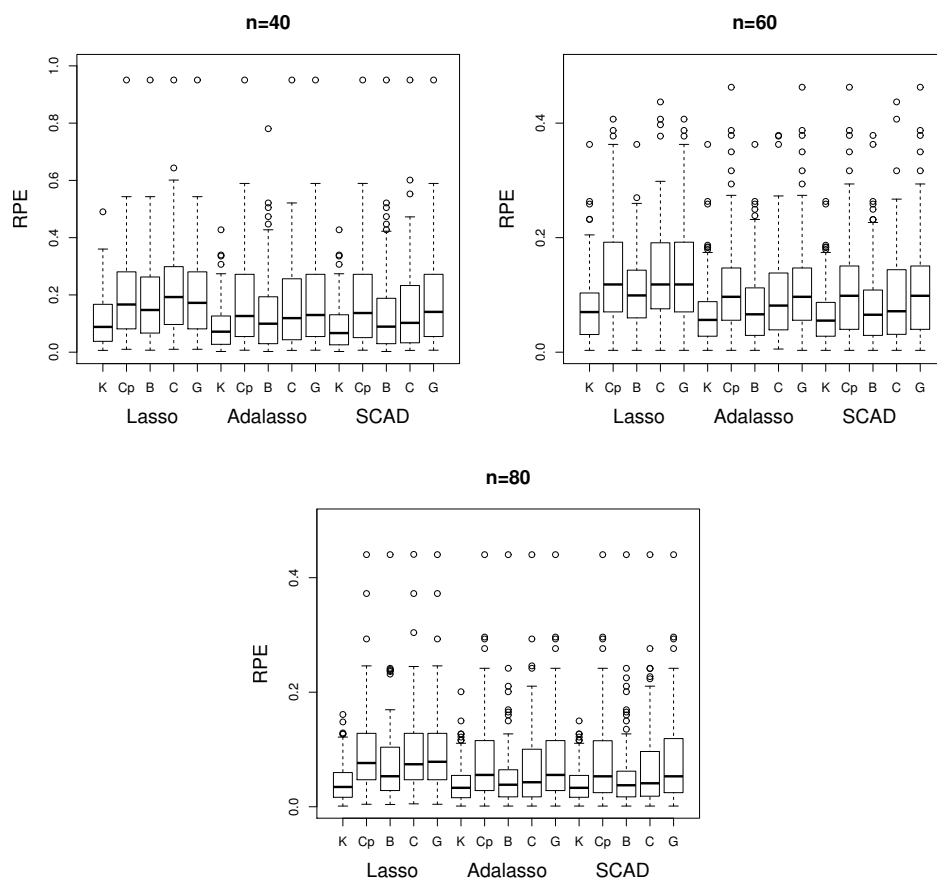 n=40
1.0
0.8
0.6
0.4
0.2
0.0
RPE
K Cp B C G K Cp B C G K Cp B C G
Lasso Adalasso SCAD
n=60
0.4
0.2
0.0
RPE
K Cp B C G K Cp B C G K Cp B C G
Lasso Adalasso SCAD
n=80
0.4
0.2
0.0
RPE
K Cp B C G K Cp B C G K Cp B C G
Lasso Adalasso SCAD